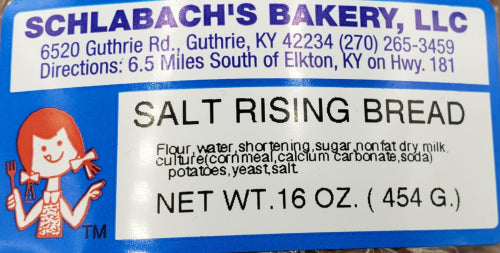 SCHLABACH'S BAKERY, LLC
6520 Guthrie Rd., Guthrie, KY 42234 (270) 265-3459
Directions: 6.5 Miles South of Elkton, KY on Hwy. 181
SALT RISING BREAD
Flour,water,shortening,sugar,nonfat dry milk,
culture(cornmeal,calcium carbonate,soda)
potatoes,yeast,salt.
NET WT.16 OZ. ( 454 G.)
TM